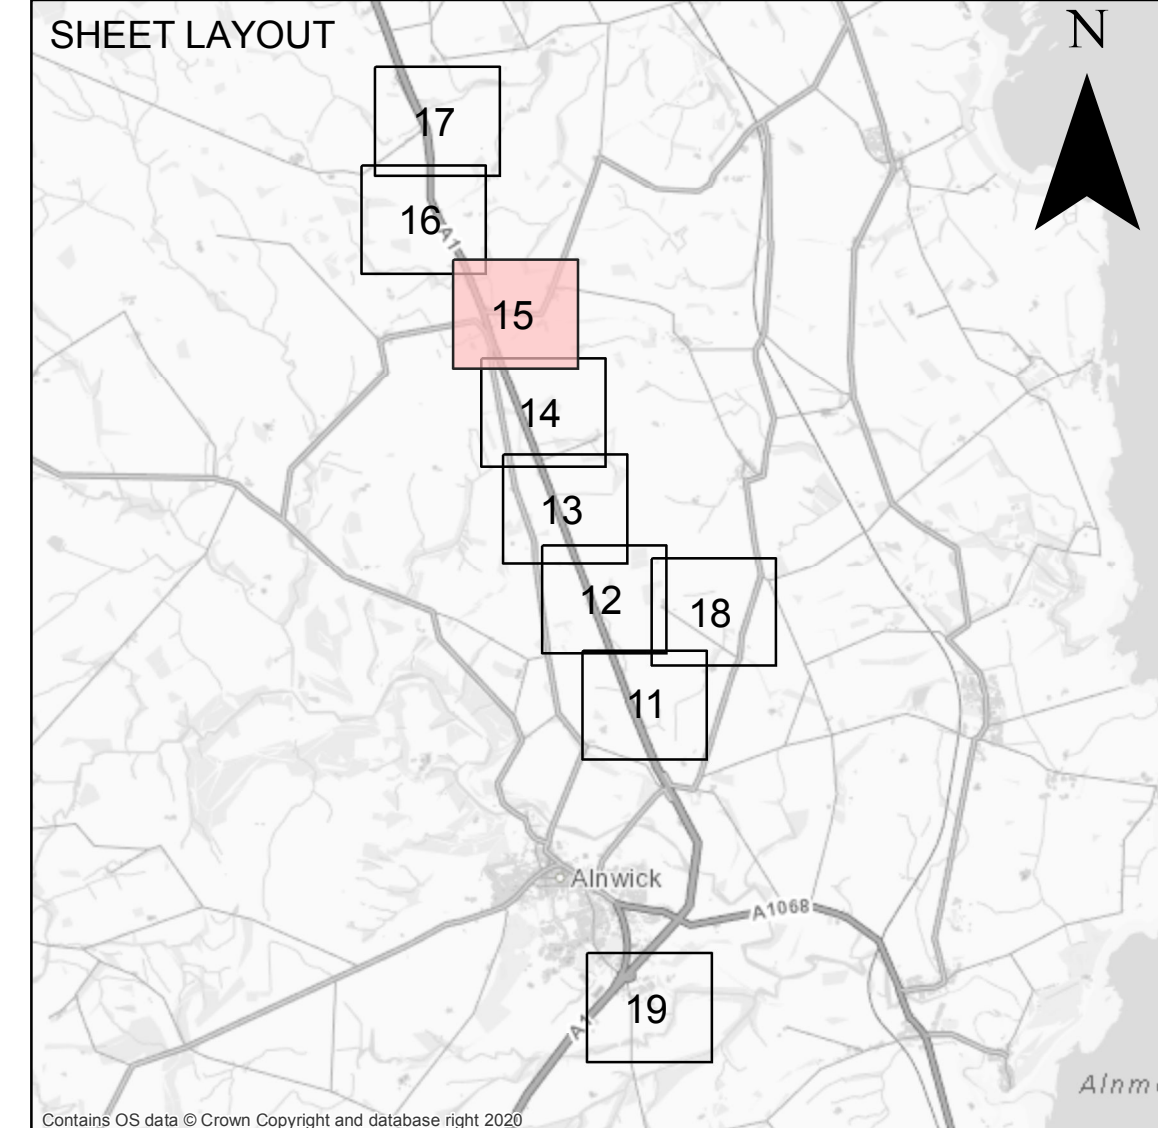 SHEET LAYOUT
N
17
16
A1
15
14
13
12
18
11
Alnwick
A1068
19
A1
Alnm
Contains OS data © Crown Copyright and database right 2020